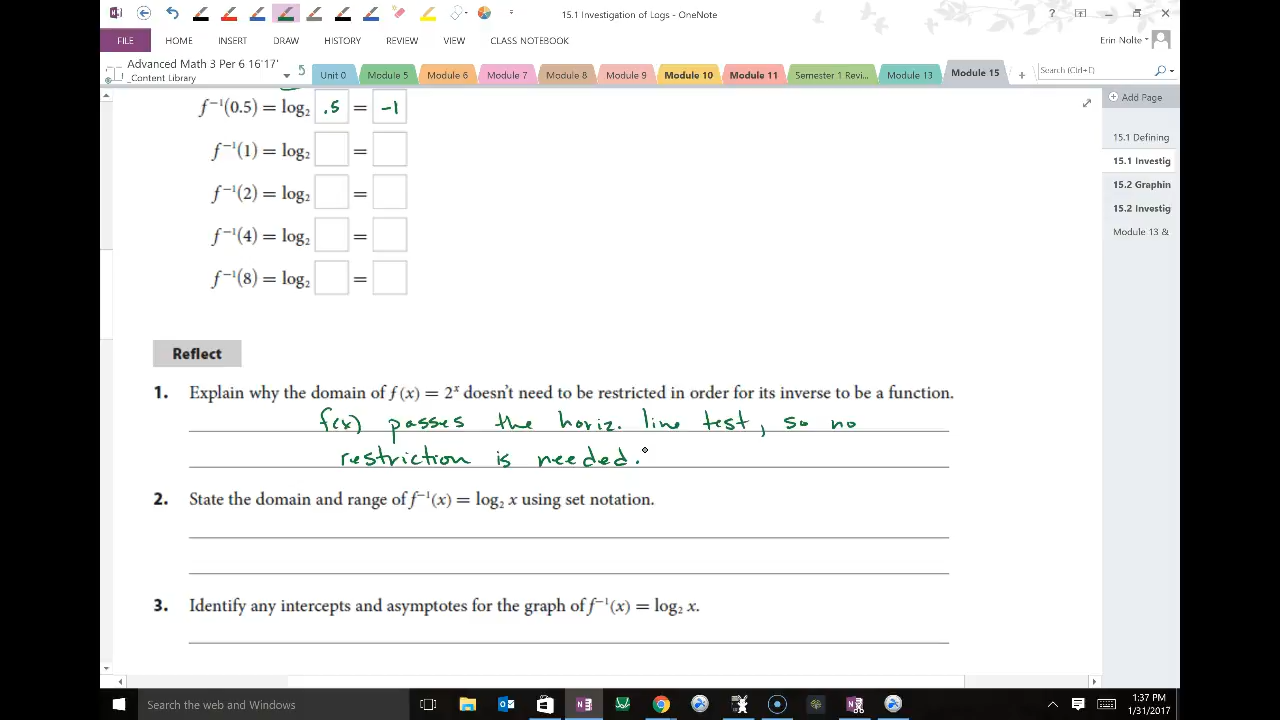 15.1 Investigation of Logs - OneNote
FILE HOME INSERT DRAW HISTORY REVIEW VIEW CLASS NOTEBOOK
Erin Nolte
Advanced Math 3 Per 6 16'17'
_Content Library
5
Unit 0 Module 5 Module 6 Module 7 Module 8 Module 9 Module 10 Module 11 Semester 1 Revi... Module 13 Module 15
Search (Ctrl+E)
Add Page
15.1 Defining
15.1 Investig
15.2 Graphin
15.2 Investig
Module 13 &
f⁻¹(0.5) = log₂ .5 = -1
f⁻¹(1) = log₂ =
f⁻¹(2) = log₂ =
f⁻¹(4) = log₂ =
f⁻¹(8) = log₂ =
Reflect
1. Explain why the domain of f(x) = 2ˣ doesn't need to be restricted in order for its inverse to be a function.
f(x) passes the horiz. line test, so no
restriction is needed.
2. State the domain and range of f⁻¹(x) = log₂ x using set notation.
3. Identify any intercepts and asymptotes for the graph of f⁻¹(x) = log₂ x.
Search the web and Windows
1:37 PM
1/31/2017